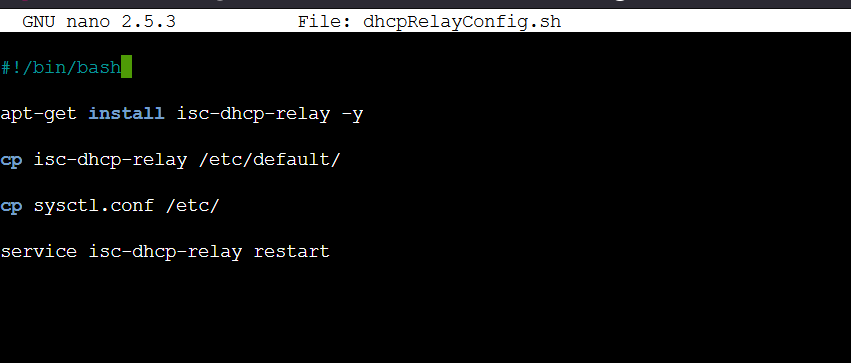 GNU nano 2.5.3 File: dhcpRelayConfig.sh
#!/bin/bash
apt-get install isc-dhcp-relay -y
cp isc-dhcp-relay /etc/default/
cp sysctl.conf /etc/
service isc-dhcp-relay restart